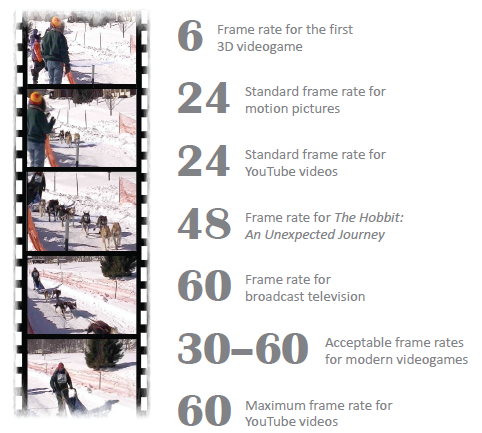 6 Frame rate for the first
3D videogame
24 Standard frame rate for
motion pictures
24 Standard frame rate for
YouTube videos
48 Frame rate for The Hobbit:
An Unexpected Journey
60 Frame rate for
broadcast television
30–60 Acceptable frame rates
for modern videogames
60 Maximum frame rate for
YouTube videos